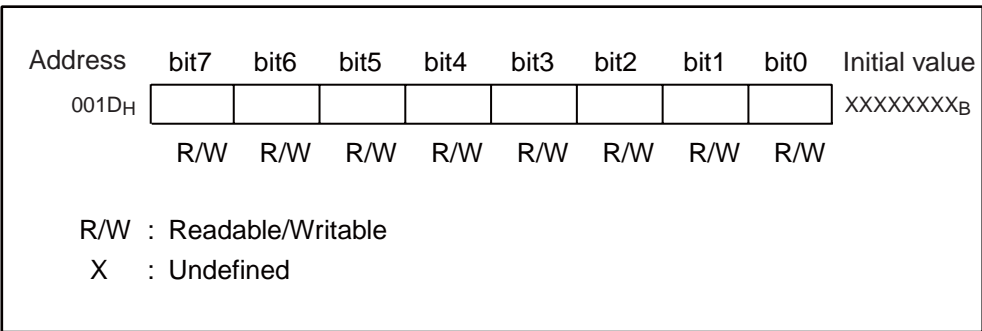 Address bit7 bit6 bit5 bit4 bit3 bit2 bit1 bit0 Initial value
001DH XXXXXXXXB
R/W R/W R/W R/W R/W R/W R/W R/W
R/W : Readable/Writable
X : Undefined